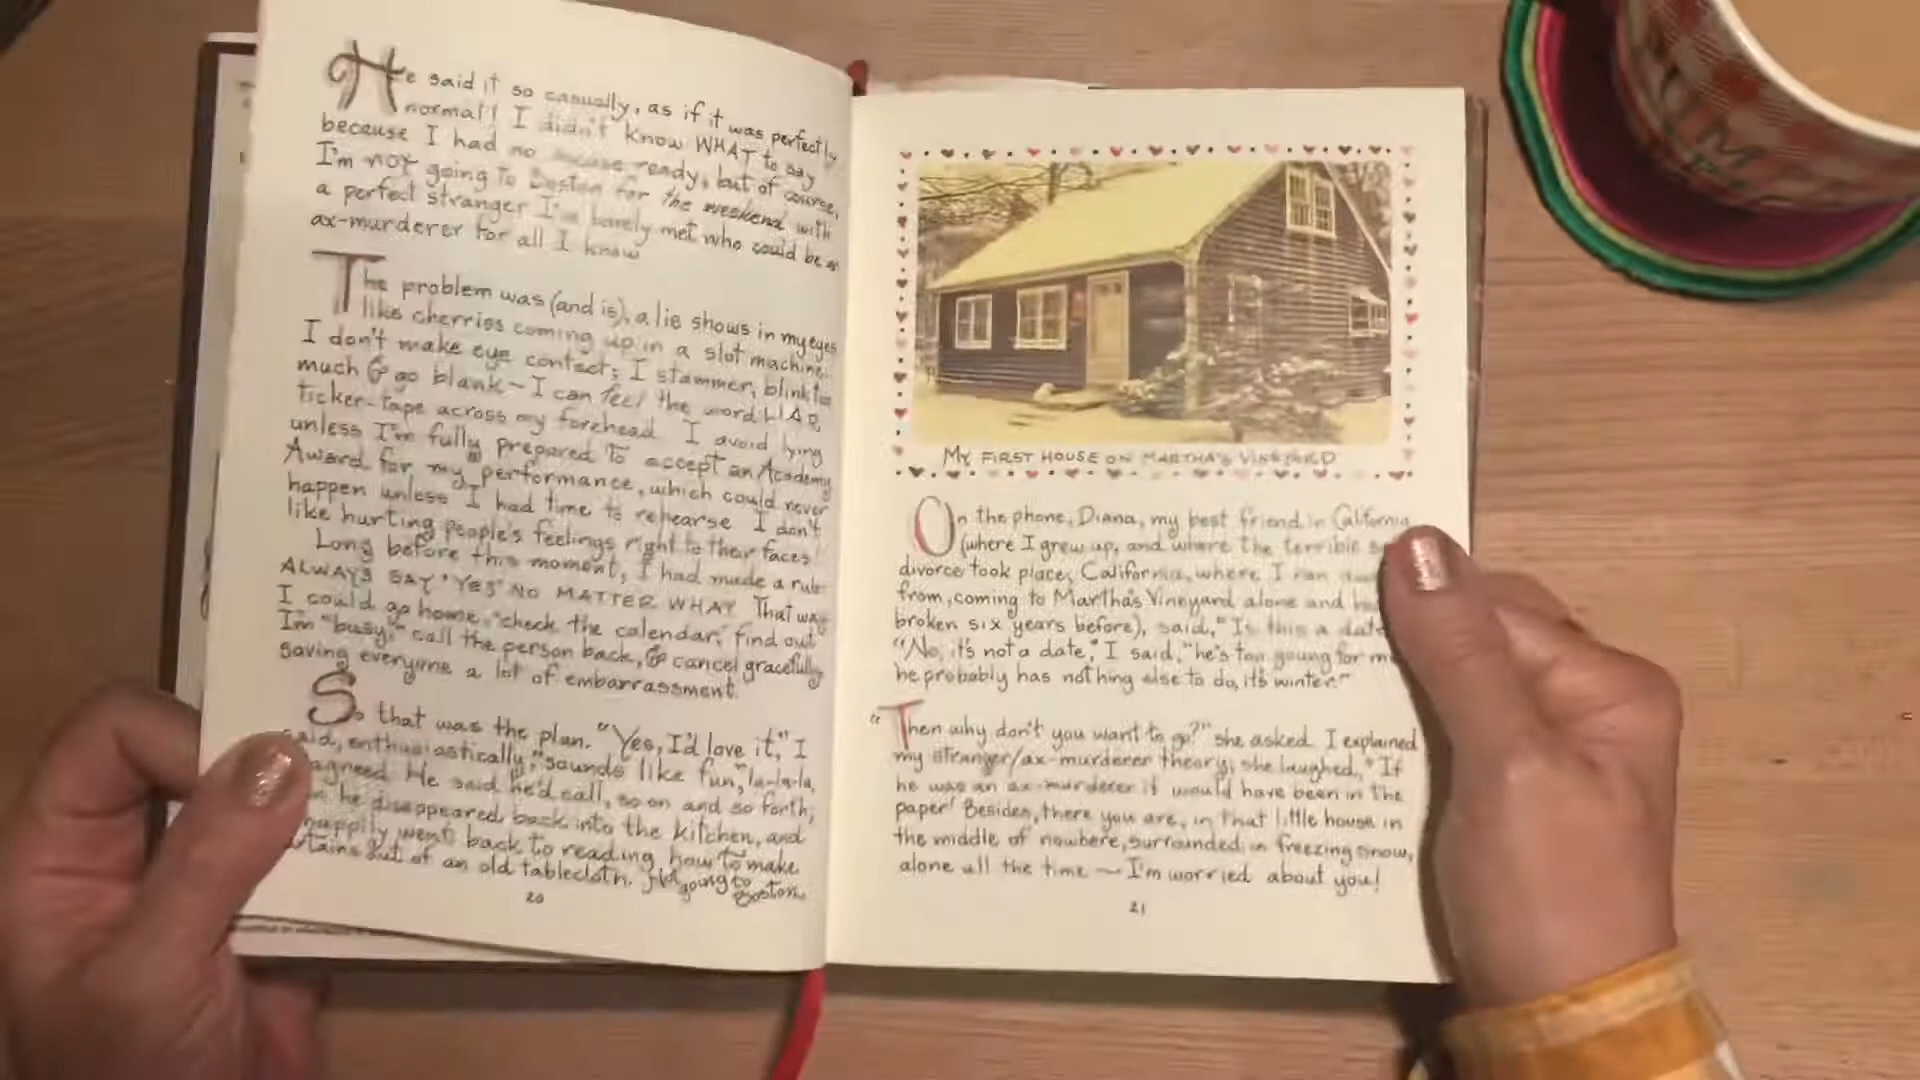 He said it so casually, as if it was perfectly
normal! I didn't know WHAT to say
because I had no excuse ready, but of course,
I'm NOT going to Boston for the weekend with
a perfect stranger I've barely met who could be an
ax-murderer for all I know.
The problem was (and is), a lie shows in my eyes
like cherries coming up in a slot machine.
I don't make eye contact; I stammer, blink too
much & go blank ~ I can feel the word LIAR
ticker-tape across my forehead. I avoid lying
unless I'm fully prepared to accept an Academy
Award for my performance, which could never
happen unless I had time to rehearse. I don't
like hurting people's feelings right to their faces!
Long before this moment, I had made a rule
ALWAYS SAY "YES" NO MATTER WHAT. That way
I could go home, "check the calendar," find out
I'm "busy," call the person back, & cancel gracefully
saving everyone a lot of embarrassment.
So that was the plan. "Yes, I'd love it," I
said, enthusiastically, "sounds like fun," la-la-la,
agreed. He said he'd call, so on and so forth,
he disappeared back into the kitchen, and
happily went back to reading how to make
out of an old tablecloth. Not going to
Boston.
20
MY FIRST HOUSE ON MARTHA'S VINEYARD
On the phone, Diana, my best friend in California
(where I grew up, and where the terrible
divorce took place; California, where I ran away
from, coming to Martha's Vineyard alone and
broken six years before), said, "Is this a date
"No, it's not a date," I said, "he's too young for me
he probably has nothing else to do, it's winter."
"Then why don't you want to go?" she asked. I explained
my stranger/ax-murderer theory; she laughed, "If
he was an ax-murderer it would have been in the
paper! Besides, there you are, in that little house in
the middle of nowhere, surrounded in freezing snow,
alone all the time ~ I'm worried about you!
21